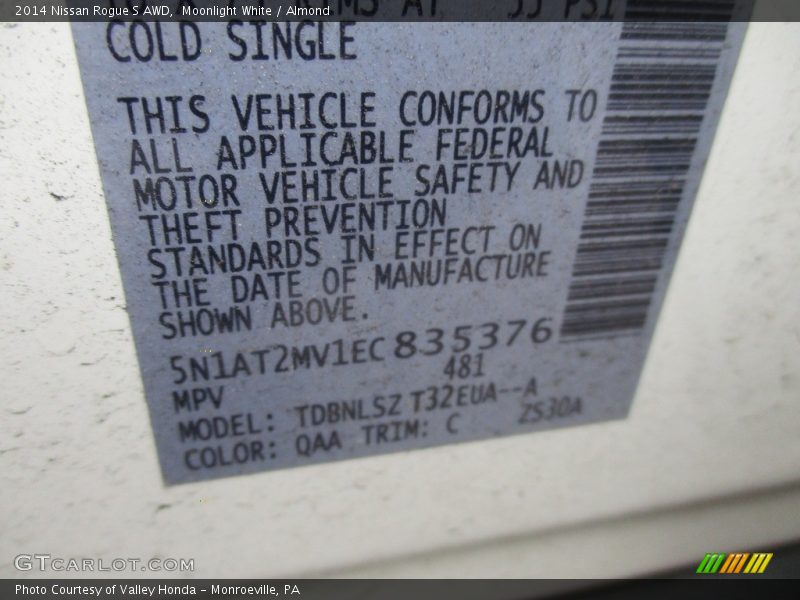 2014 Nissan Rogue S AWD, Moonlight White / Almond
COLD SINGLE
THIS VEHICLE CONFORMS TO
ALL APPLICABLE FEDERAL
MOTOR VEHICLE SAFETY AND
THEFT PREVENTION
STANDARDS IN EFFECT ON
THE DATE OF MANUFACTURE
SHOWN ABOVE.
5N1AT2MV1EC835376
MPV 481
MODEL: TDBNLSZ T32EUA--A
COLOR: QAA TRIM: C ZS30A
GTCARLOT.COM
Photo Courtesy of Valley Honda – Monroeville, PA